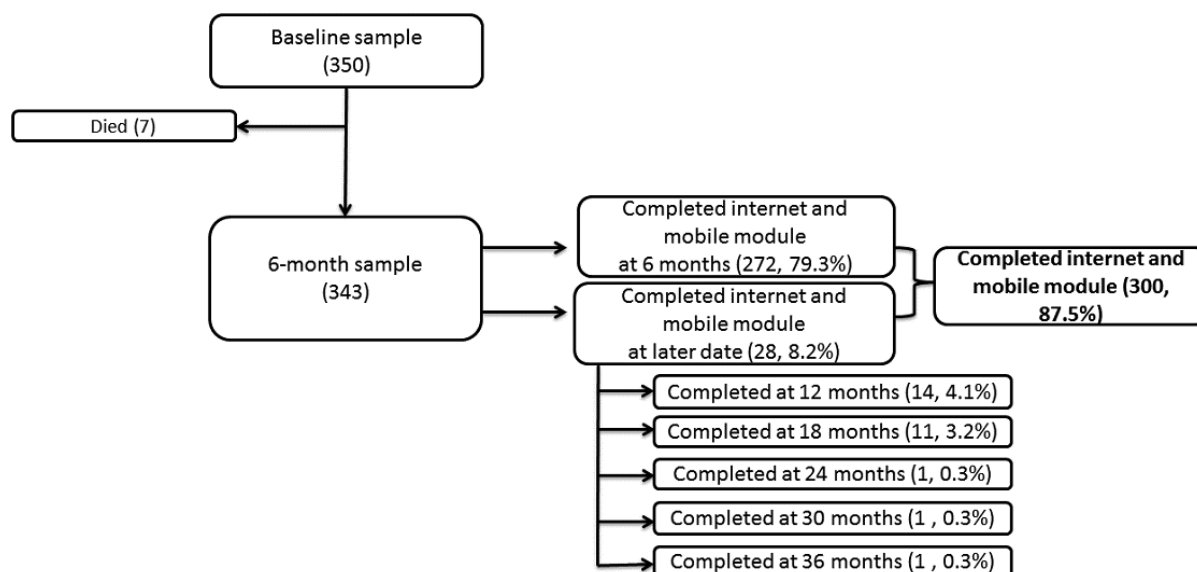 Baseline sample
(350)
Died (7)
6-month sample
(343)
Completed internet and
mobile module
at 6 months (272, 79.3%)
Completed internet and
mobile module
at later date (28, 8.2%)
Completed internet and
mobile module (300,
87.5%)
Completed at 12 months (14, 4.1%)
Completed at 18 months (11, 3.2%)
Completed at 24 months (1, 0.3%)
Completed at 30 months (1 , 0.3%)
Completed at 36 months (1 , 0.3%)